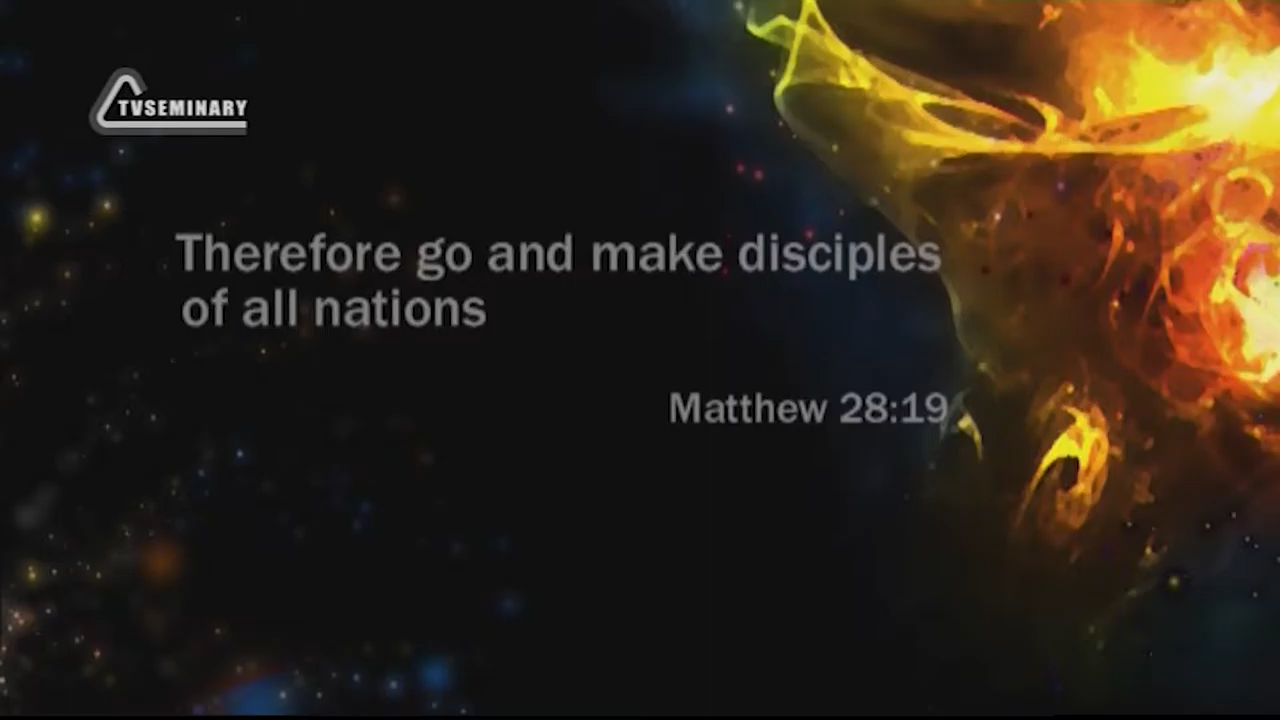 TVSEMINARY
Therefore go and make disciples
of all nations
Matthew 28:19